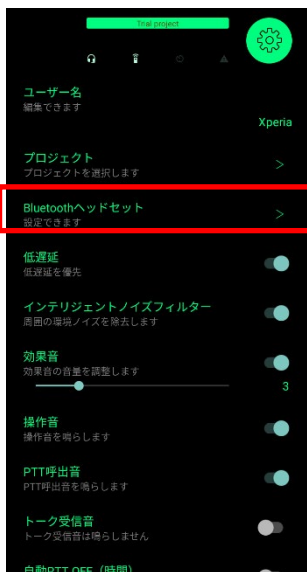 Trial project
ユーザー名
編集できます
Xperia
プロジェクト
プロジェクトを選択します
Bluetoothヘッドセット
設定できます
低遅延
低遅延を優先
インテリジェントノイズフィルター
周囲の環境ノイズを除去します
効果音
効果音の音量を調整します
3
操作音
操作音を鳴らします
PTT呼出音
PTT呼出音を鳴らします
トーク受信音
トーク受信音は鳴らしません
自動PTT OFF（時間）